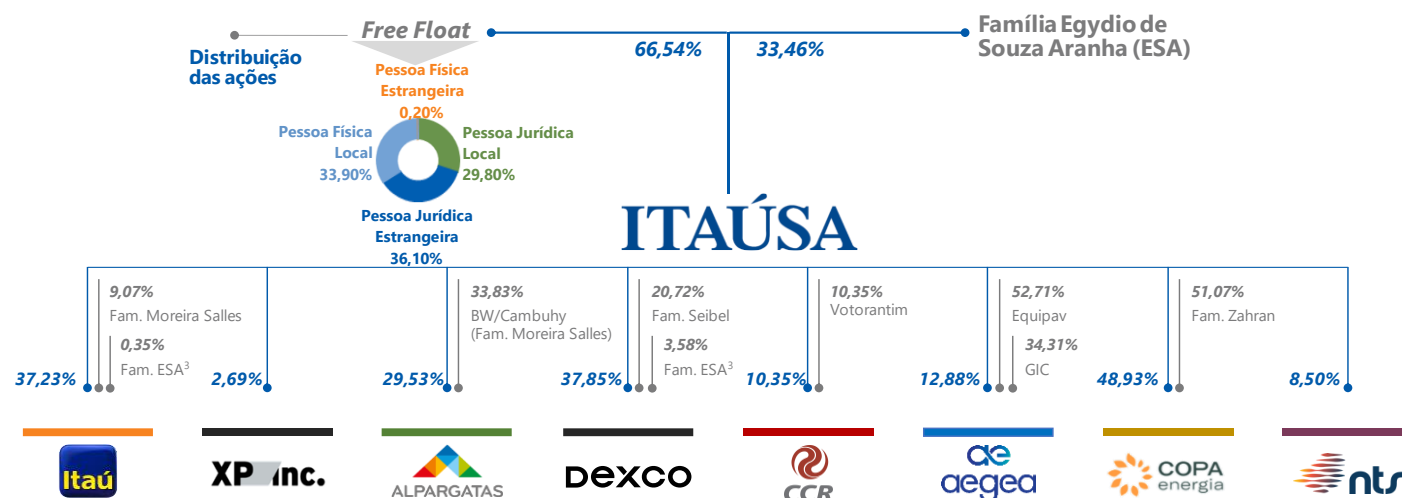 Free Float
66,54%
33,46%
Família Egydio de
Souza Aranha (ESA)
Distribuição
das ações
Pessoa Física
Estrangeira
0,20%
Pessoa Física
Local
33,90%
Pessoa Jurídica
Local
29,80%
Pessoa Jurídica
Estrangeira
36,10%
ITAÚSA
9,07%
Fam. Moreira Salles
0,35%
Fam. ESA³
37,23%
2,69%
33,83%
BW/Cambuhy
(Fam. Moreira Salles)
29,53%
20,72%
Fam. Seibel
3,58%
Fam. ESA³
37,85%
10,35%
Votorantim
10,35%
52,71%
Equipav
34,31%
GIC
12,88%
51,07%
Fam. Zahran
48,93%
8,50%
Itaú
XP inc.
ALPARGATAS
Dexco
CCR
ae
aegea
COPA
energia
nts